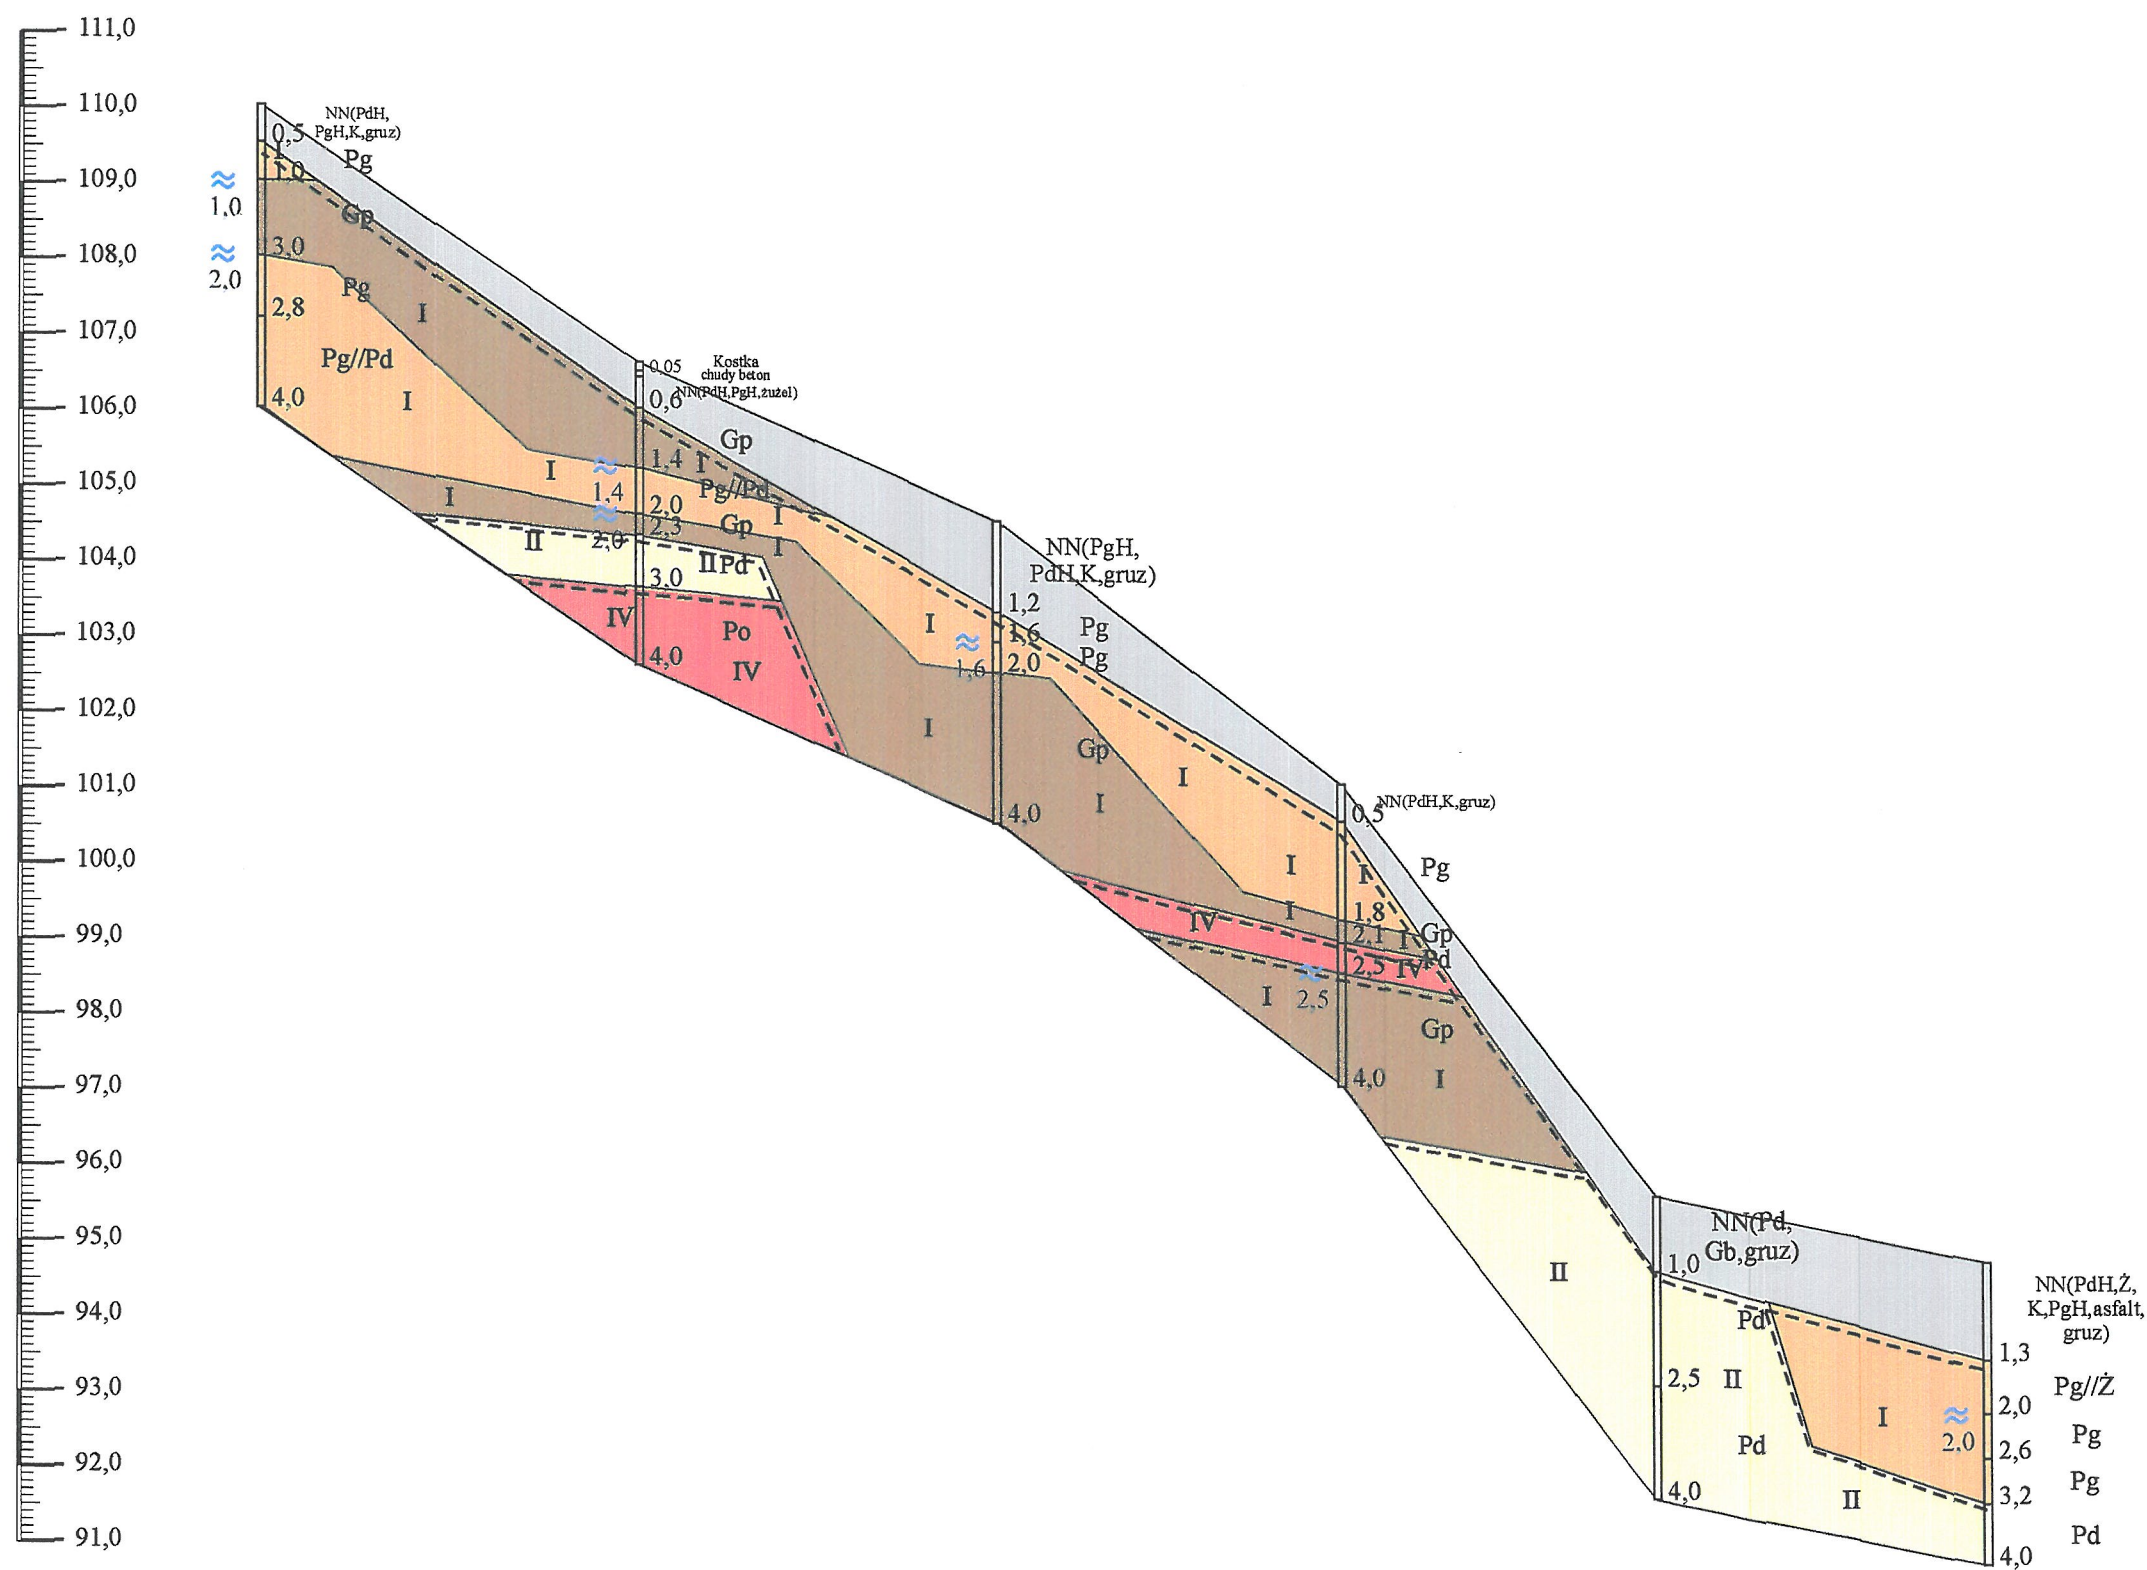 111,0
110,0
109,0
108,0
107,0
106,0
105,0
104,0
103,0
102,0
101,0
100,0
99,0
98,0
97,0
96,0
95,0
94,0
93,0
92,0
91,0
NN(PdH,
PgH,K,gruz)
0,5
Pg
I
1,0
1,0
Gp
3,0
2,0
Pg
I
2,8
Pg//Pd
I
4,0
I
I
II
IV
0,05
Kostka
chudy beton
0,6
NN(PdH,PgH,żużel)
Gp
1,4
I
1,4
Pg//Pd
2,0
I
Gp
2,3
2,0
I
II
Pd
3,0
Po
IV
4,0
I
I
NN(PgH,
PdH,K,gruz)
1,2
Pg
1,6
Pg
1,6
2,0
Gp
I
I
4,0
I
I
IV
I
NN(PdH,K,gruz)
0,5
Pg
I
1,8
Gp
2,1
I
Pd
2,5
IV
2,5
Gp
I
4,0
II
NN(Pd,
Gb,gruz)
1,0
Pd
2,5
II
Pd
4,0
I
II
NN(PdH,Ż,
K,PgH,asfalt,
gruz)
1,3
Pg//Ż
2,0
2,0
Pg
2,6
Pg
3,2
Pd
4,0